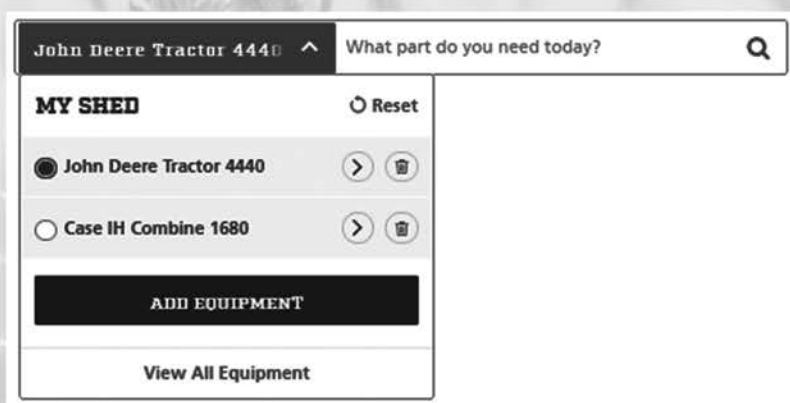 John Deere Tractor 4440 What part do you need today?
MY SHED Reset
John Deere Tractor 4440
Case IH Combine 1680
ADD EQUIPMENT
View All Equipment